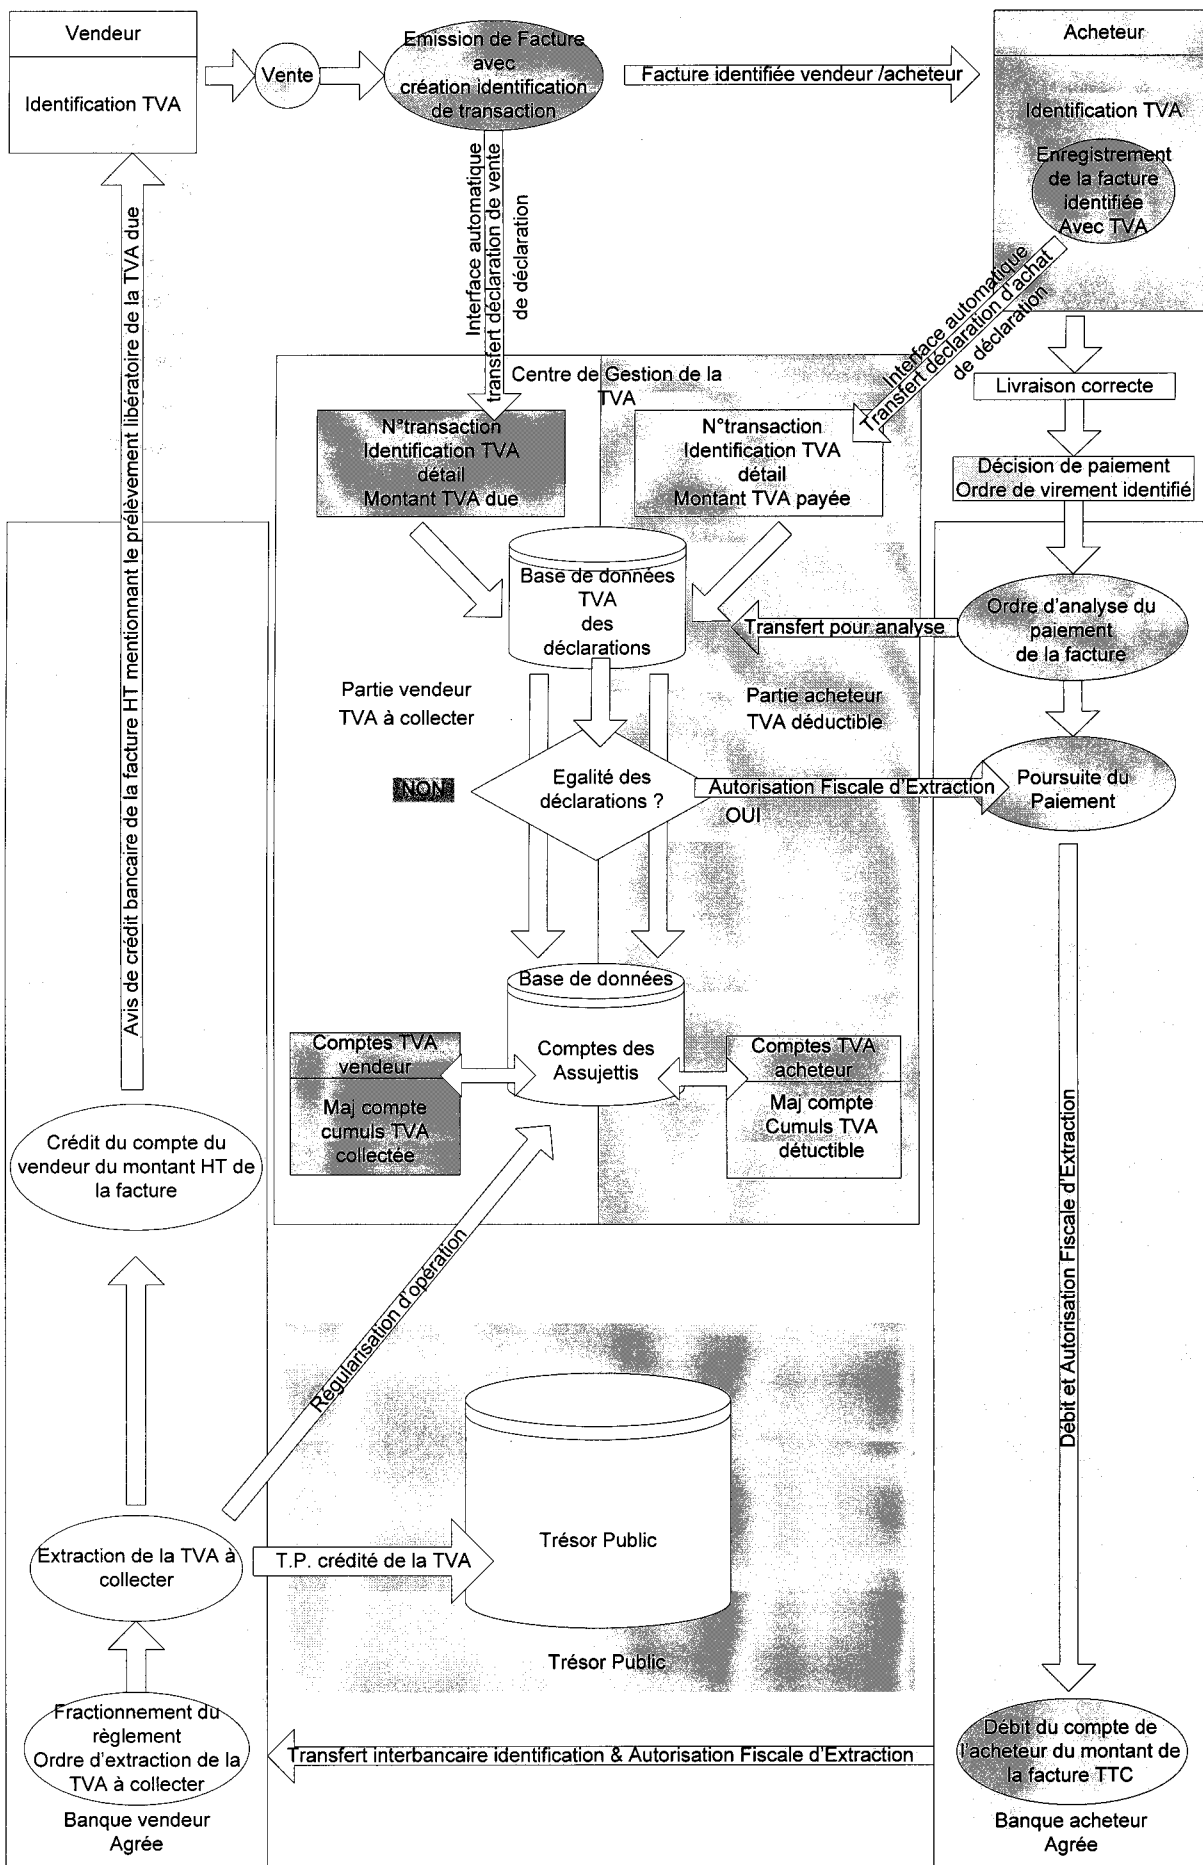 Vendeur
Identification TVA
Vente
Emission de Facture
avec
création identification
de transaction
Facture identifiée vendeur /acheteur
Acheteur
Identification TVA
Enregistrement
de la facture
identifiée
Avec TVA
Interface automatique
transfert déclaration de vente
de déclaration
Interface automatique
Transfert déclaration d'achat
de déclaration
Livraison correcte
Décision de paiement
Ordre de virement identifié
Centre de Gestion de la
TVA
N°transaction
Identification TVA
détail
Montant TVA due
N°transaction
Identification TVA
détail
Montant TVA payée
Base de données
TVA
des
déclarations
Transfert pour analyse
Ordre d'analyse du
paiement
de la facture
Partie vendeur
TVA à collecter
Partie acheteur
TVA déductible
NON
Egalité des
déclarations ?
Autorisation Fiscale d'Extraction
OUI
Poursuite du
Paiement
Base de données
Comptes des
Assujettis
Comptes TVA
vendeur
Maj compte
cumuls TVA
collectée
Comptes TVA
acheteur
Maj compte
Cumuls TVA
détuctible
Avis de crédit bancaire de la facture HT mentionnant le prélèvement libératoire de la TVA due
Crédit du compte du
vendeur du montant HT de
la facture
Régularisation d'opération
Débit et Autorisation Fiscale d'Extraction
Extraction de la TVA à
collecter
T.P. crédité de la TVA
Trésor Public
Trésor Public
Fractionnement du
règlement
Ordre d'extraction de la
TVA à collecter
Banque vendeur
Agrée
Transfert interbancaire identification & Autorisation Fiscale d'Extraction
Débit du compte de
l'acheteur du montant de
la facture TTC
Banque acheteur
Agrée